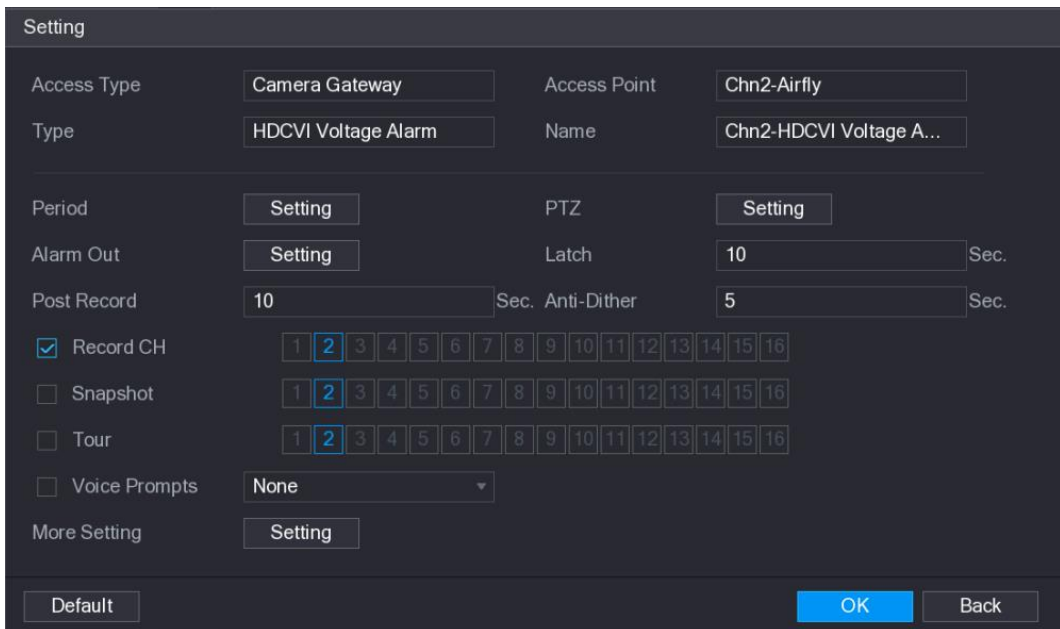 Setting
Access Type Camera Gateway Access Point Chn2-Airfly
Type HDCVI Voltage Alarm Name Chn2-HDCVI Voltage A...
Period Setting PTZ Setting
Alarm Out Setting Latch 10 Sec.
Post Record 10 Sec. Anti-Dither 5 Sec.
Record CH 1 2 3 4 5 6 7 8 9 10 11 12 13 14 15 16
Snapshot 1 2 3 4 5 6 7 8 9 10 11 12 13 14 15 16
Tour 1 2 3 4 5 6 7 8 9 10 11 12 13 14 15 16
Voice Prompts None
More Setting Setting
Default OK Back